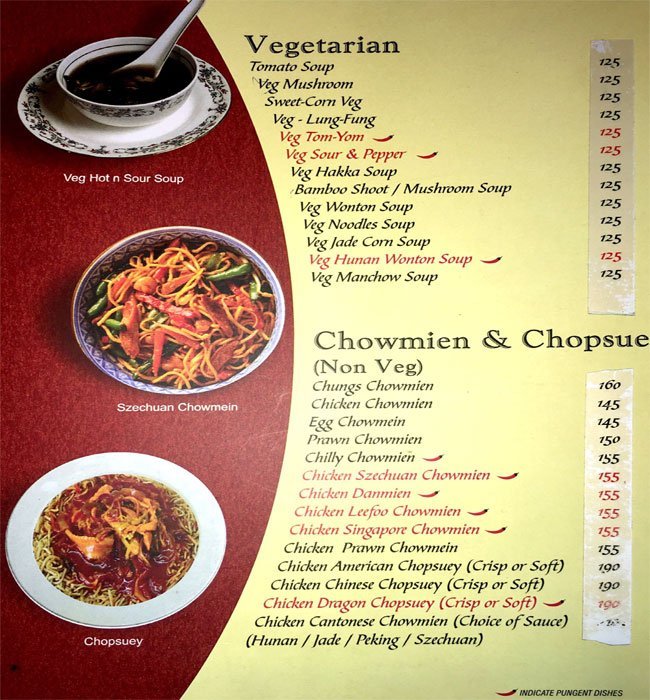 Vegetarian
Tomato Soup 125
Veg Mushroom 125
Sweet-Corn Veg 125
Veg - Lung-Fung 125
Veg Tom-Yom 125
Veg Sour & Pepper 125
Veg Hakka Soup 125
Bamboo Shoot / Mushroom Soup 125
Veg Wonton Soup 125
Veg Noodles Soup 125
Veg Jade Corn Soup 125
Veg Hunan Wonton Soup 125
Veg Manchow Soup 125
Veg Hot n Sour Soup
Chowmien & Chopsue
(Non Veg)
Chungs Chowmien 160
Chicken Chowmien 145
Egg Chowmein 145
Prawn Chowmien 150
Chilly Chowmien 155
Chicken Szechuan Chowmien 155
Chicken Danmien 155
Chicken Leefoo Chowmien 155
Chicken Singapore Chowmien 155
Chicken Prawn Chowmein 155
Chicken American Chopsuey (Crisp or Soft) 190
Chicken Chinese Chopsuey (Crisp or Soft) 190
Chicken Dragon Chopsuey (Crisp or Soft) 190
Chicken Cantonese Chowmien (Choice of Sauce)
(Hunan / Jade / Peking / Szechuan)
Szechuan Chowmein
Chopsuey
INDICATE PUNGENT DISHES